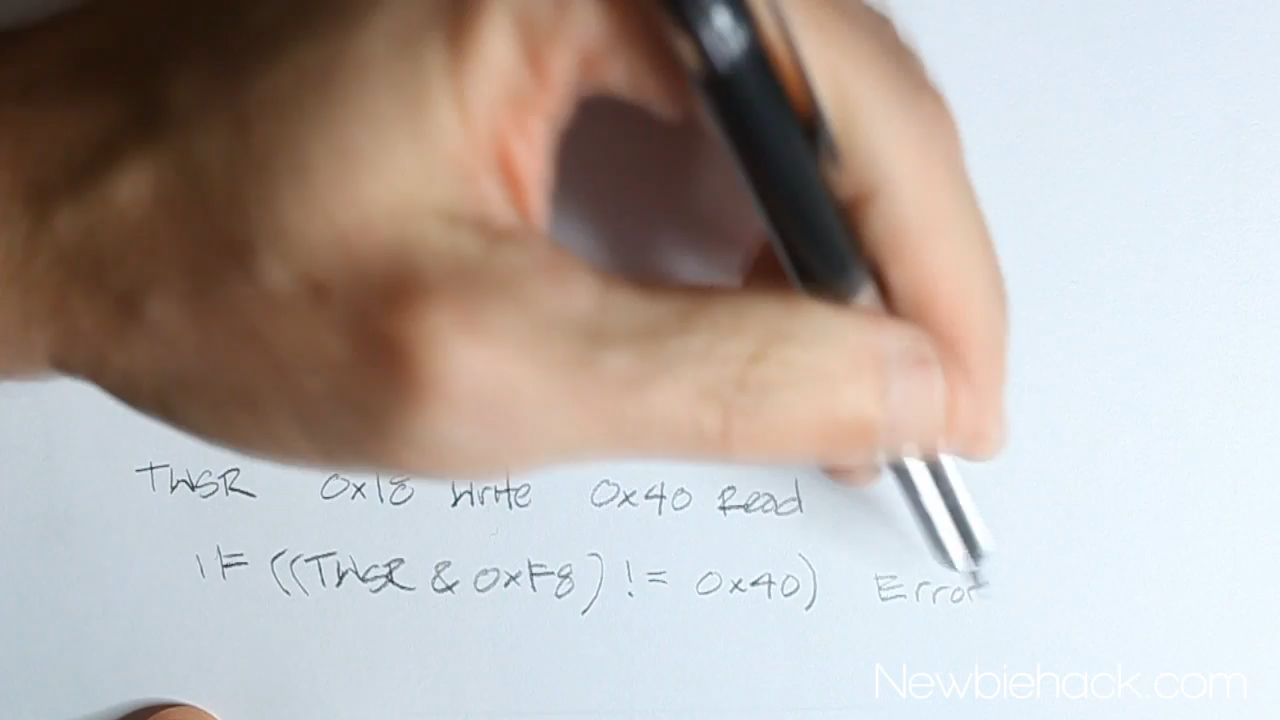 TWSR 0x18 Write 0x40 Read
IF ((TWSR & 0xF8) != 0x40) Error
Newbiehack.com